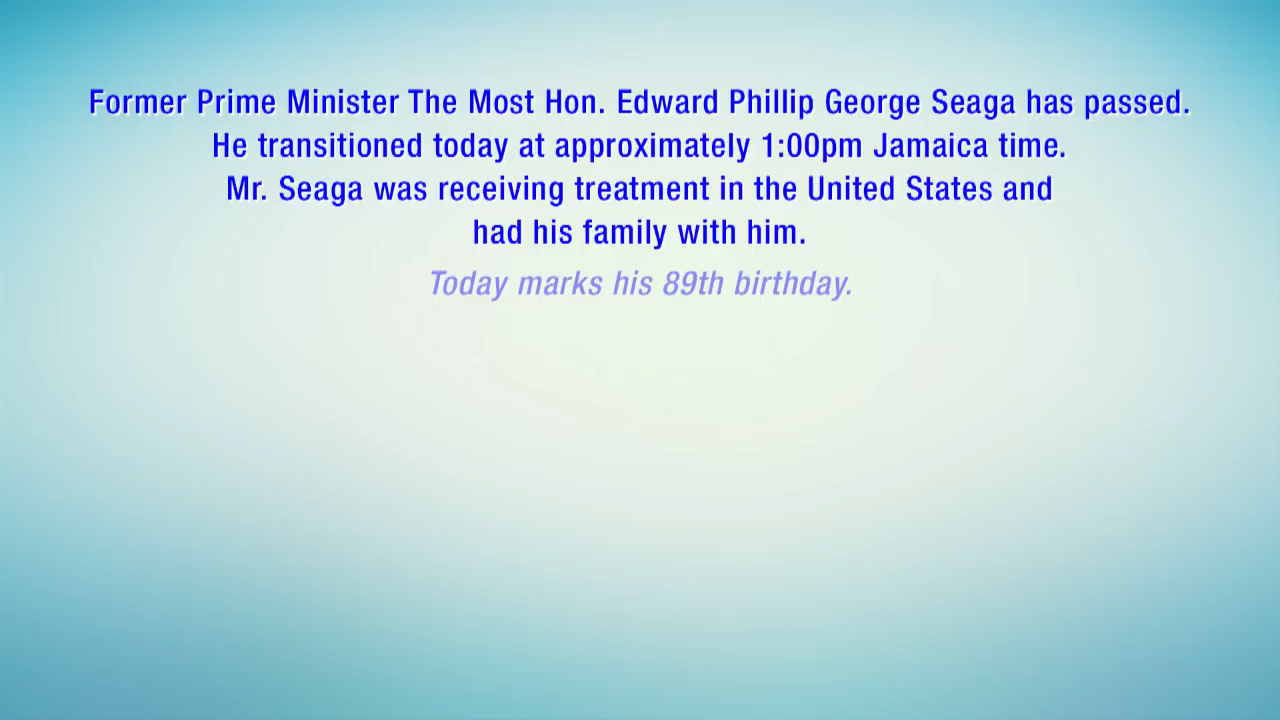 Former Prime Minister The Most Hon. Edward Phillip George Seaga has passed.
He transitioned today at approximately 1:00pm Jamaica time.
Mr. Seaga was receiving treatment in the United States and
had his family with him.
Today marks his 89th birthday.